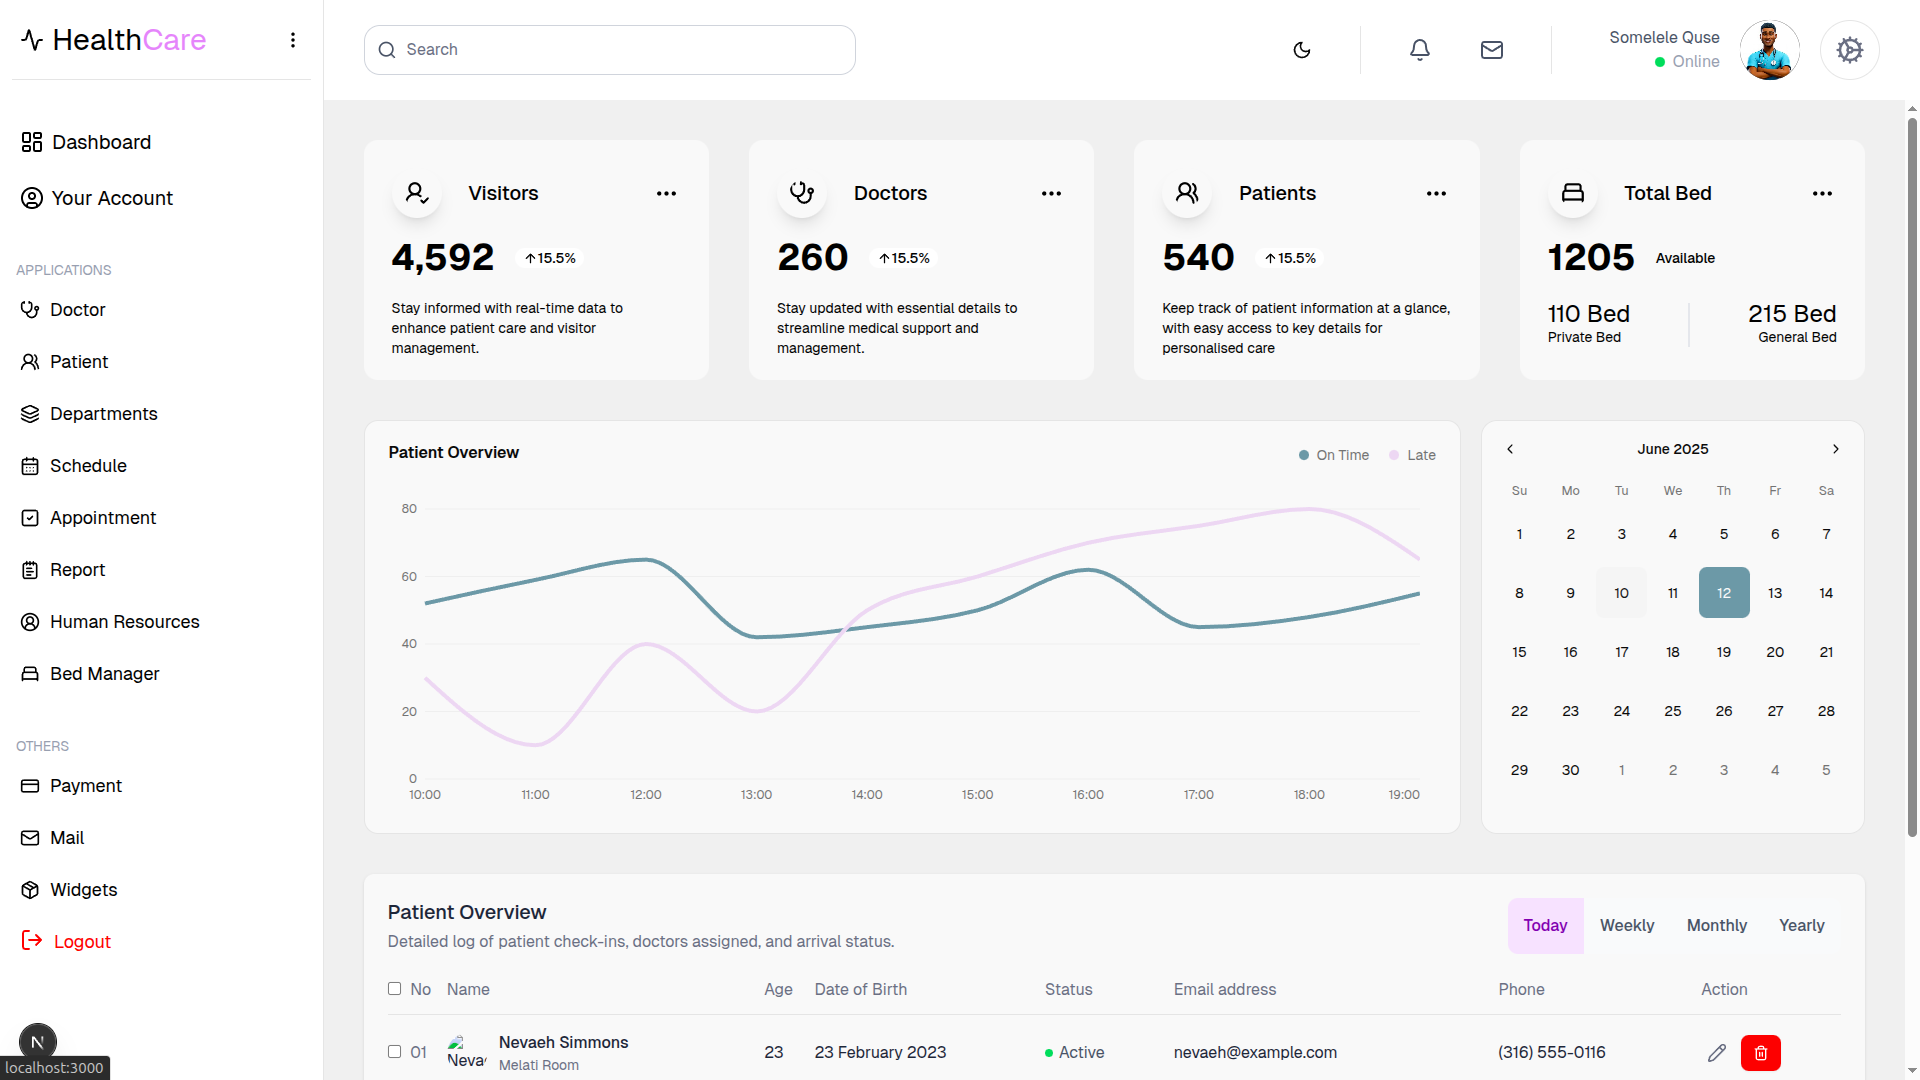 HealthCare
Search
Somelele Quse
Online
Dashboard
Your Account
APPLICATIONS
Doctor
Patient
Departments
Schedule
Appointment
Report
Human Resources
Bed Manager
OTHERS
Payment
Mail
Widgets
Logout
N
localhost:3000
Visitors
4,592 ↑15.5%
Stay informed with real-time data to
enhance patient care and visitor
management.
Doctors
260 ↑15.5%
Stay updated with essential details to
streamline medical support and
management.
Patients
540 ↑15.5%
Keep track of patient information at a glance,
with easy access to key details for
personalised care
Total Bed
1205 Available
110 Bed 215 Bed
Private Bed General Bed
Patient Overview
On Time Late
80
60
40
20
0
10:00 11:00 12:00 13:00 14:00 15:00 16:00 17:00 18:00 19:00
June 2025
Su Mo Tu We Th Fr Sa
1 2 3 4 5 6 7
8 9 10 11 12 13 14
15 16 17 18 19 20 21
22 23 24 25 26 27 28
29 30 1 2 3 4 5
Patient Overview
Detailed log of patient check-ins, doctors assigned, and arrival status.
Today Weekly Monthly Yearly
No Name Age Date of Birth Status Email address Phone Action
01 Neva Nevaeh Simmons 23 23 February 2023 Active nevaeh@example.com (316) 555-0116
Melati Room